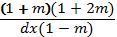 (1 + m)(1 + 2m)
dx(1 − m)